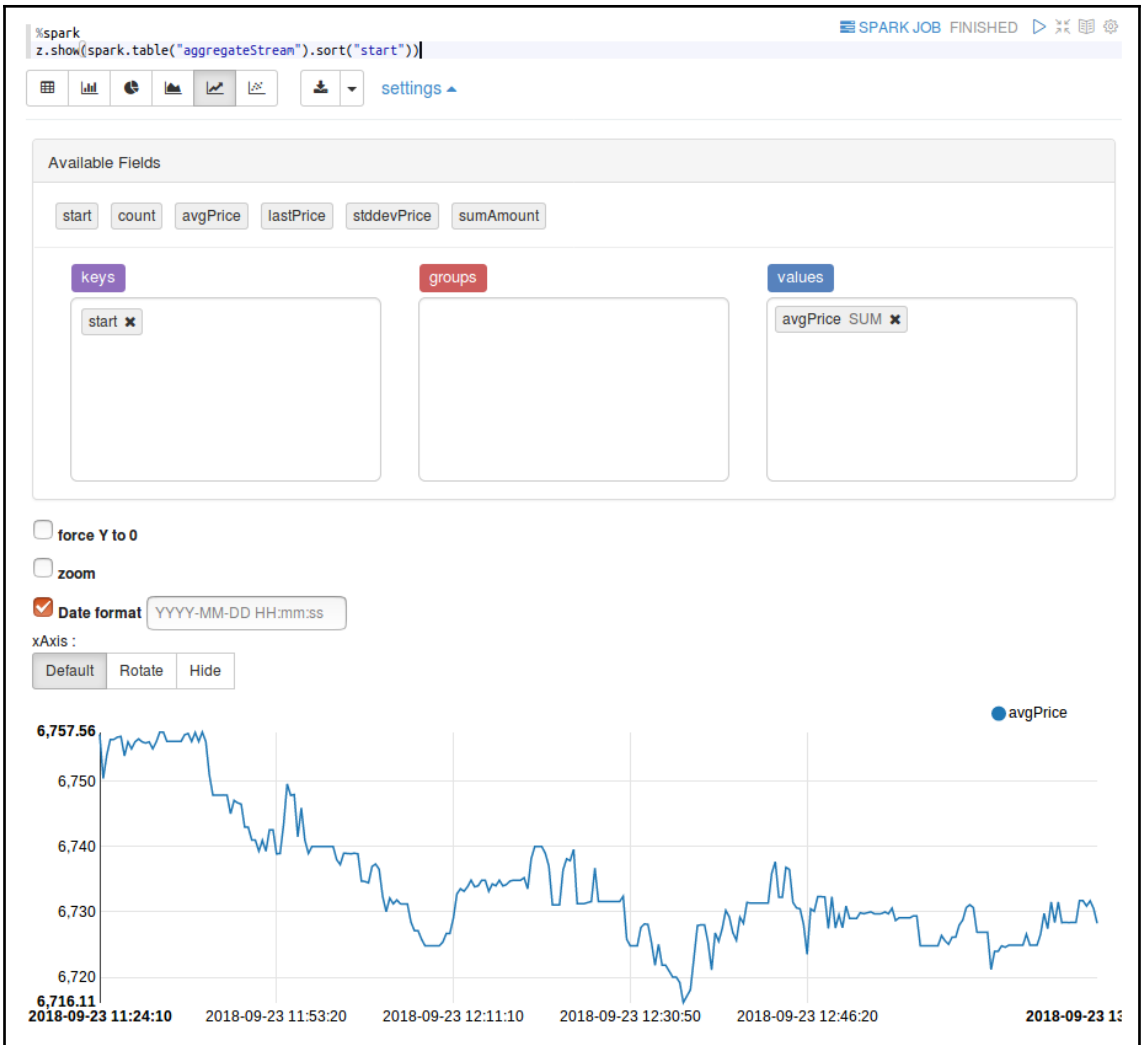 %spark
SPARK JOB FINISHED
z.show(spark.table("aggregateStream").sort("start"))
settings
Available Fields
start count avgPrice lastPrice stddevPrice sumAmount
keys groups values
start avgPrice SUM
force Y to 0
zoom
Date format YYYY-MM-DD HH:mm:ss
xAxis :
Default Rotate Hide
avgPrice
6,757.56
6,750
6,740
6,730
6,720
6,716.11
2018-09-23 11:24:10 2018-09-23 11:53:20 2018-09-23 12:11:10 2018-09-23 12:30:50 2018-09-23 12:46:20 2018-09-23 13